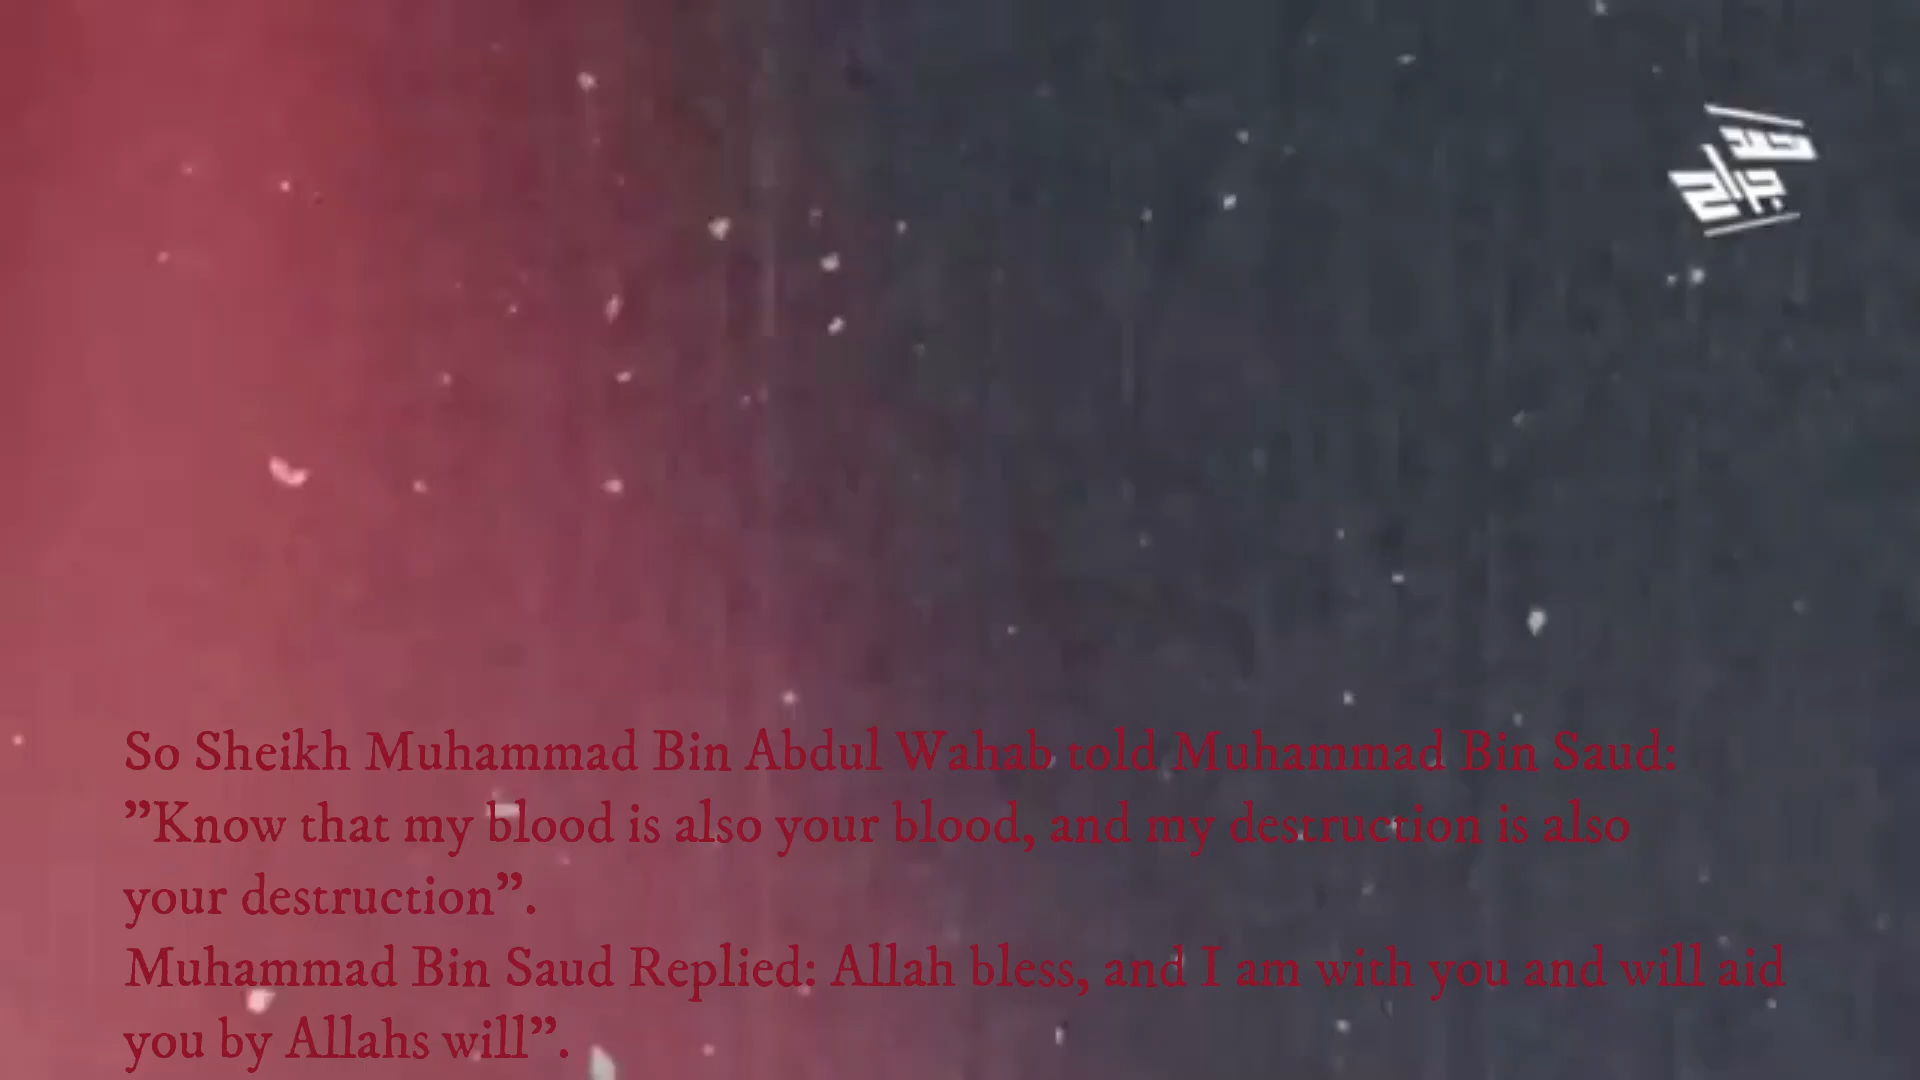 So Sheikh Muhammad Bin Abdul Wahab told Muhammad Bin Saud:
”Know that my blood is also your blood, and my destruction is also
your destruction”.
Muhammad Bin Saud Replied: Allah bless, and I am with you and will aid
you by Allahs will”.